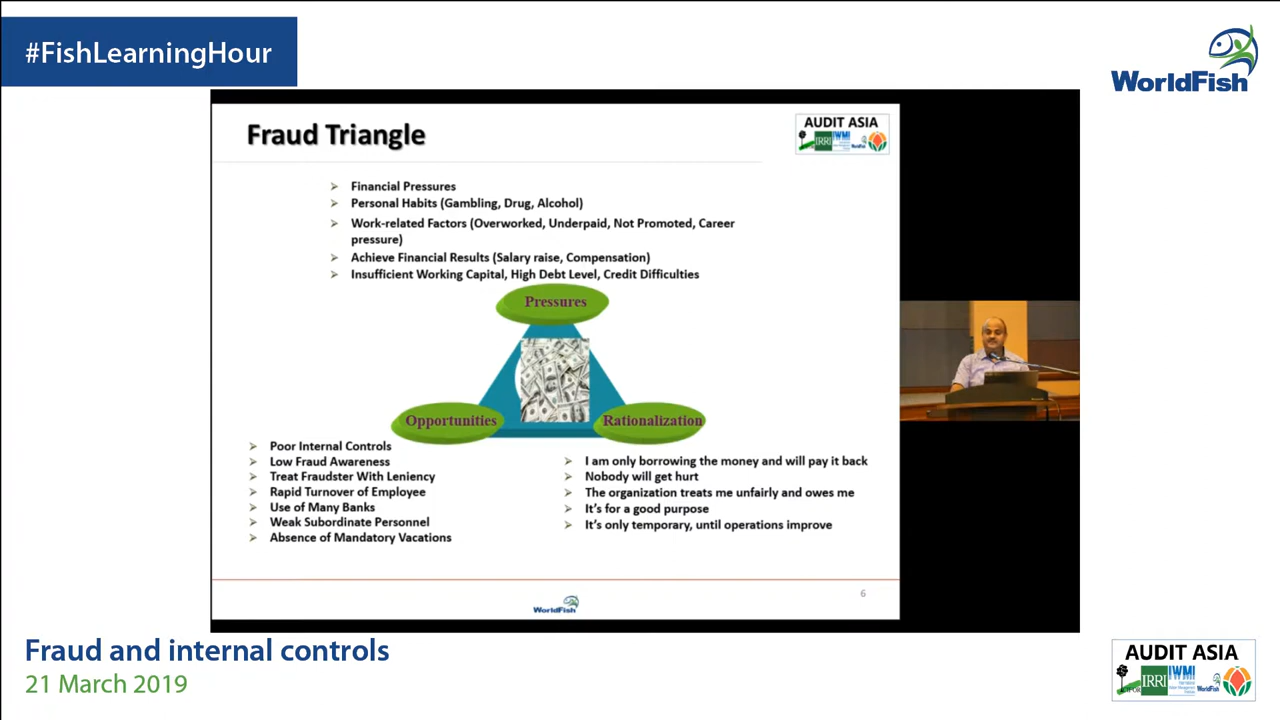 #FishLearningHour
WorldFish
Fraud Triangle
AUDIT ASIA
IRRI
IWMI
Financial Pressures
Personal Habits (Gambling, Drug, Alcohol)
Work-related Factors (Overworked, Underpaid, Not Promoted, Career
pressure)
Achieve Financial Results (Salary raise, Compensation)
Insufficient Working Capital, High Debt Level, Credit Difficulties
Pressures
Opportunities
Rationalization
Poor Internal Controls
Low Fraud Awareness
Treat Fraudster With Leniency
Rapid Turnover of Employee
Use of Many Banks
Weak Subordinate Personnel
Absence of Mandatory Vacations
I am only borrowing the money and will pay it back
Nobody will get hurt
The organization treats me unfairly and owes me
It's for a good purpose
It's only temporary, until operations improve
6
WorldFish
Fraud and internal controls
21 March 2019
AUDIT ASIA
IRRI
IWMI
WorldFish